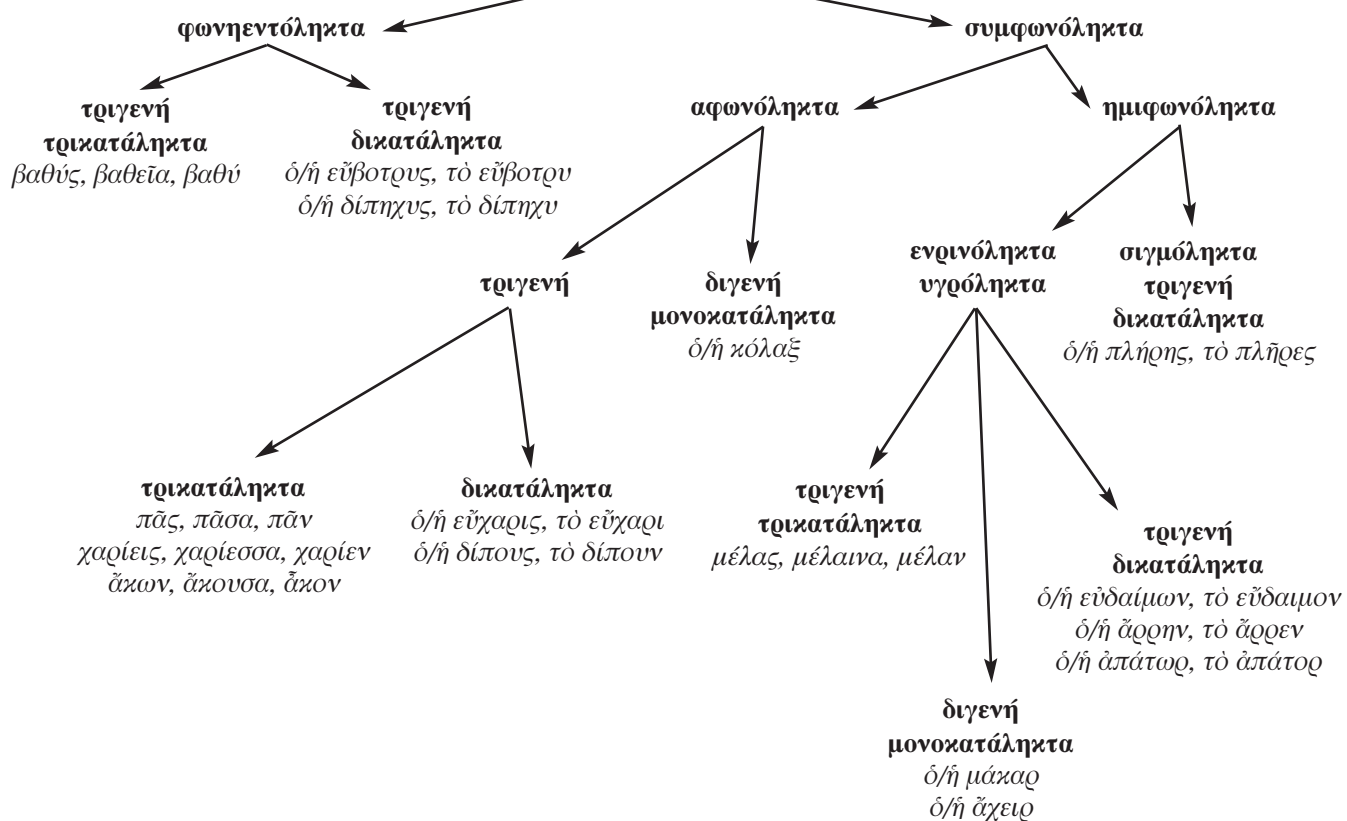 φωνηεντόληκτα
συμφωνόληκτα
τριγενή
τρικατάληκτα
βαθύς, βαθεῖα, βαθύ
τριγενή
δικατάληκτα
ὁ/ἡ εὔβοτρυς, τὸ εὔβοτρυ
ὁ/ἡ δίπηχυς, τὸ δίπηχυ
αφωνόληκτα
ημιφωνόληκτα
τριγενή
διγενή
μονοκατάληκτα
ὁ/ἡ κόλαξ
ενρινόληκτα
υγρόληκτα
σιγμόληκτα
τριγενή
δικατάληκτα
ὁ/ἡ πλήρης, τὸ πλῆρες
τρικατάληκτα
πᾶς, πᾶσα, πᾶν
χαρίεις, χαρίεσσα, χαρίεν
ἄκων, ἄκουσα, ἆκον
δικατάληκτα
ὁ/ἡ εὔχαρις, τὸ εὔχαρι
ὁ/ἡ δίπους, τὸ δίπουν
τριγενή
τρικατάληκτα
μέλας, μέλαινα, μέλαν
τριγενή
δικατάληκτα
ὁ/ἡ εὐδαίμων, τὸ εὔδαιμον
ὁ/ἡ ἄρρην, τὸ ἄρρεν
ὁ/ἡ ἀπάτωρ, τὸ ἀπάτορ
διγενή
μονοκατάληκτα
ὁ/ἡ μάκαρ
ὁ/ἡ ἄχειρ